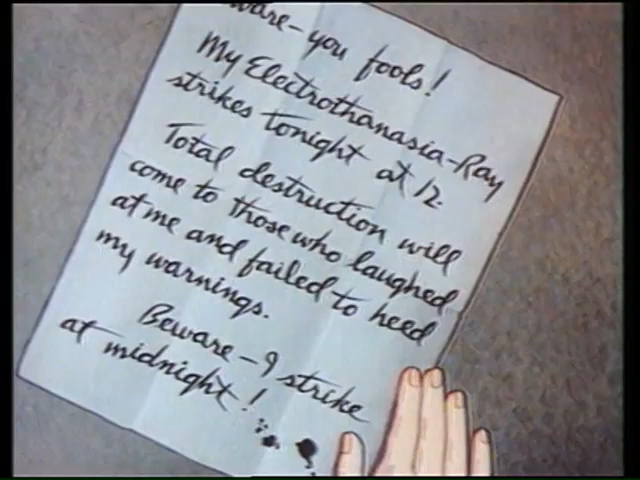 ware-you fools!
My Electrothanasia-Ray
strikes tonight at 12.
Total destruction will
come to those who laughed
at me and failed to heed
my warnings.
Beware-I strike
at midnight!